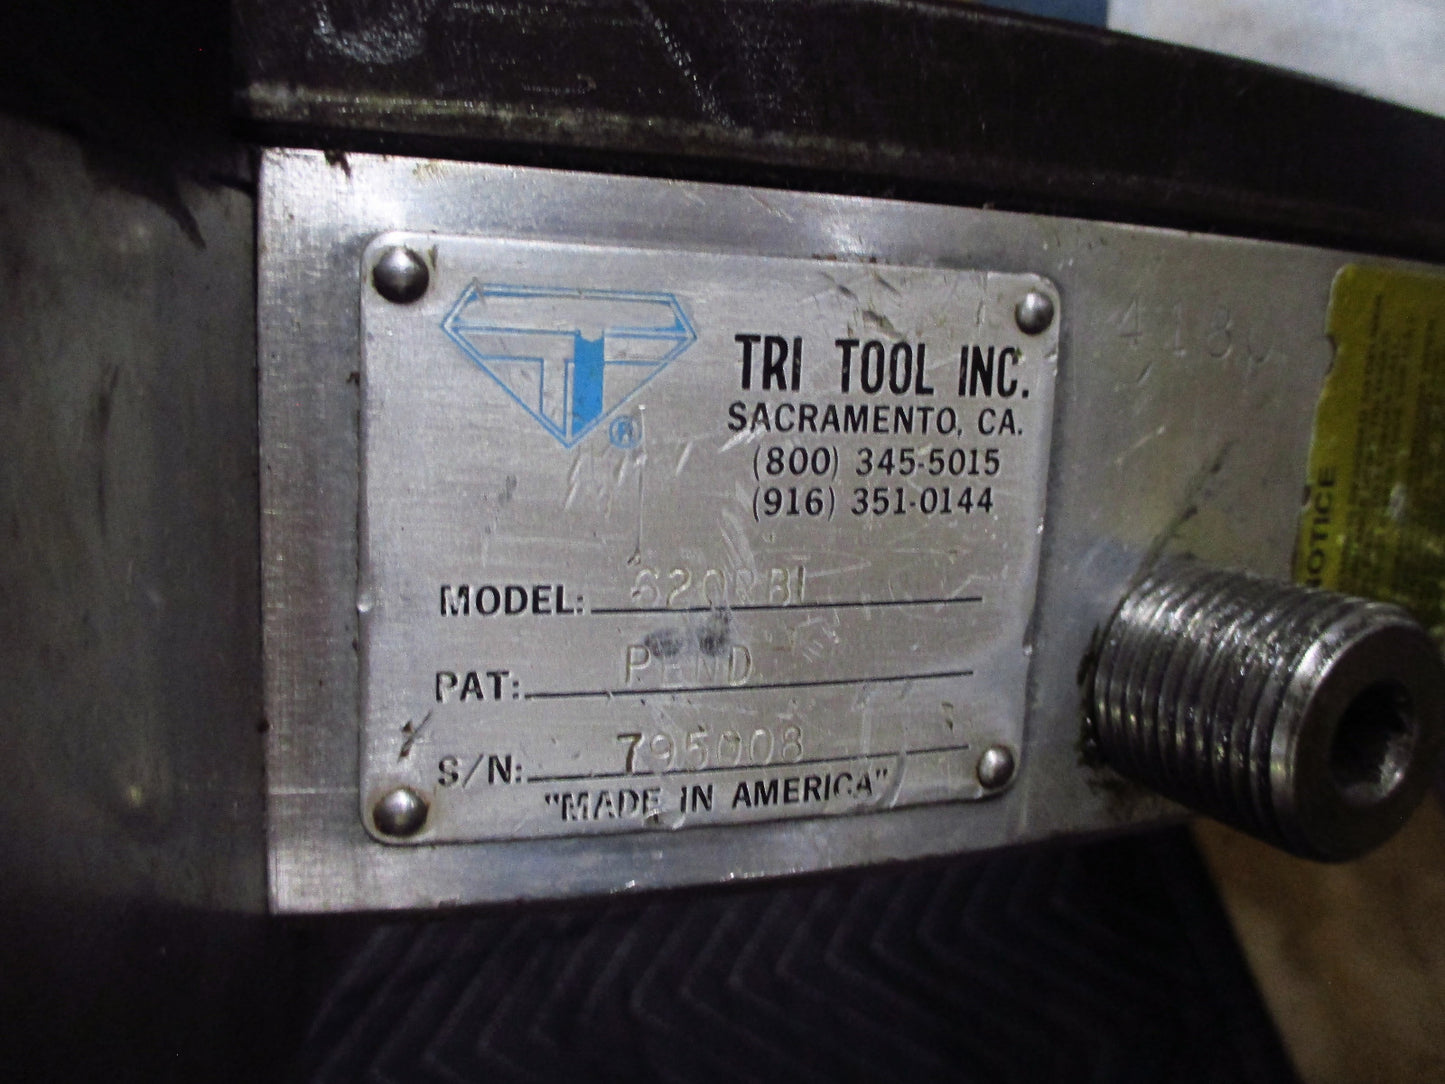 TRI TOOL INC.
SACRAMENTO, CA.
(800) 345-5015
(916) 351-0144
®
MODEL: 620RBL
PAT: PEND
S/N: 795008
"MADE IN AMERICA"
NOTICE